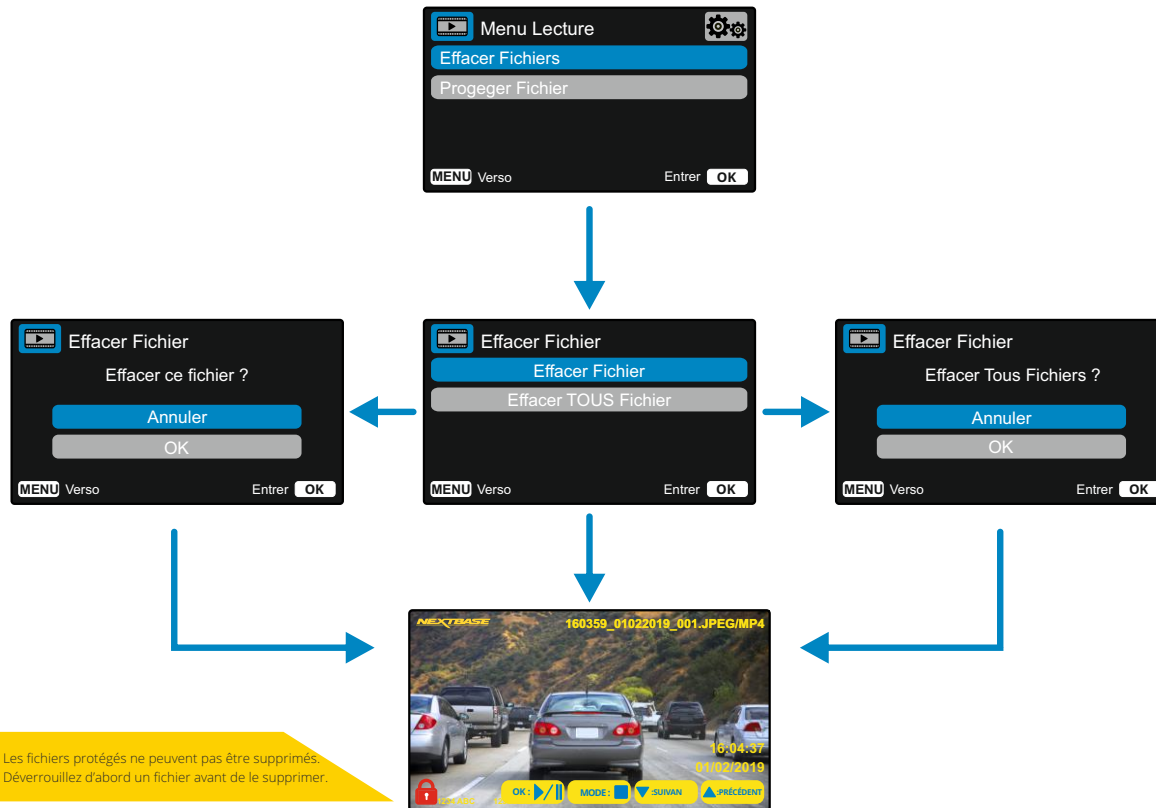 Menu Lecture
Effacer Fichiers
Progeger Fichier
MENU Verso Entrer OK
Effacer Fichier
Effacer ce fichier ?
Annuler
OK
MENU Verso Entrer OK
Effacer Fichier
Effacer Fichier
Effacer TOUS Fichier
MENU Verso Entrer OK
Effacer Fichier
Effacer Tous Fichiers ?
Annuler
OK
MENU Verso Entrer OK
NEXTBASE 160359_01022019_001.JPEG/MP4
16:04:37
01/02/2019
OK : MODE : :SUIVAN :PRÉCÉDENT
Les fichiers protégés ne peuvent pas être supprimés.
Déverrouillez d'abord un fichier avant de le supprimer.